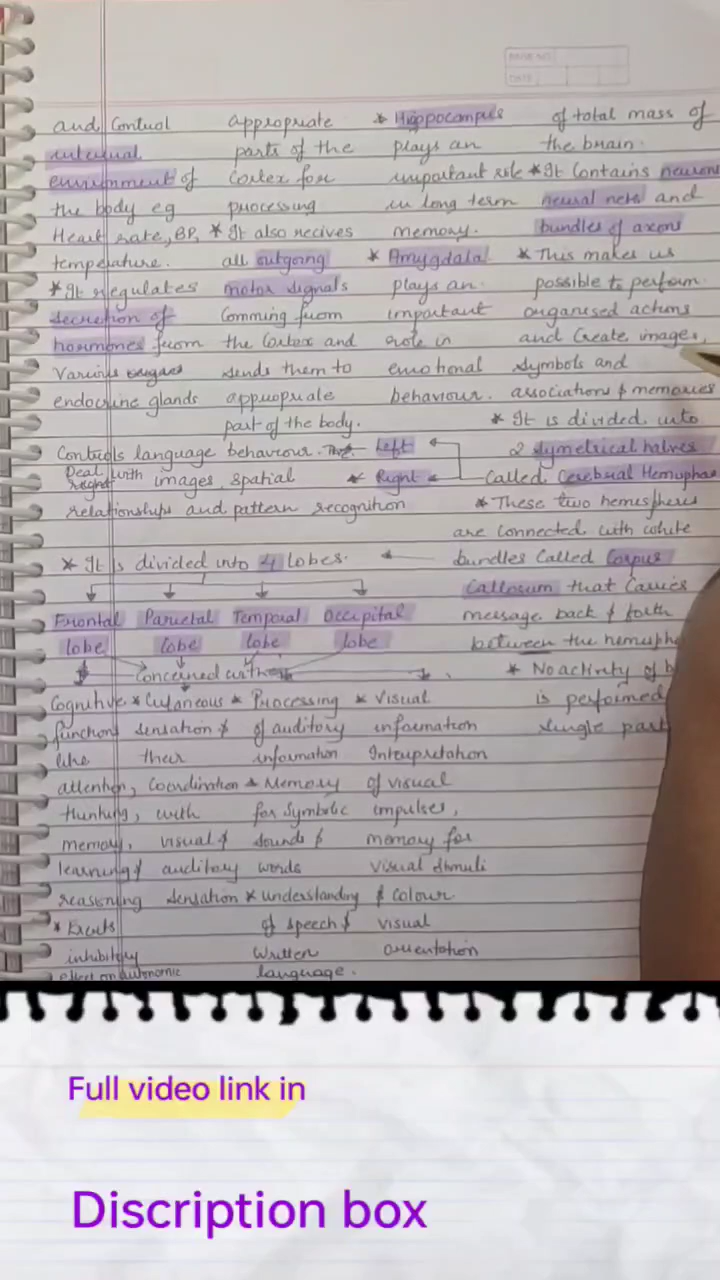 PAGE NO.
DATE
and Control
internal
environment of
the body eg
Heart rate, BP,
temperature.
* It regulates
secretion of
hormones from
Various
endocrine glands
appropriate
parts of the
Cortex for
processing
* It also recives
all outgoing
motor signals
Comming from
the Cortex and
sends them to
appropriate
part of the body.
* Hippocampus
plays an
important role
in long term
memory.
* Amygdala
plays an
important
role in
emotional
behaviour.
of total mass of
the brain.
* It Contains neurons
neural nets and
bundles of axons
* This makes us
possible to perform
organised actions
and Create images,
symbols and
associations & memories
* It is divided into
2 symetrical halves
Called Cerebral Hemisphe
* These two hemispheres
are connected with white
bundles Called Corpus
Callosum that Carries
message back & forth
between the hemisphe
* No activity of b
is performed
single part
Controls language behaviour. Left
Deal with images, spatial * Right
relationships and pattern recognition
* It is divided into 4 lobes.
Frontal lobe
Parietal lobe
Temporal lobe
Occipital lobe
Concerned with
Cognitive
functions
like
attention,
thinking,
memory,
learning &
reasoning
* Exerts
inhibitory
effect on autonomic
* Cutaneous
sensation &
their
Coordination
with
visual &
auditory
sensation
* Processing
of auditory
information
* Memory
for Symbolic
sounds &
words
* understanding
of speech &
written
language.
* Visual
information
Interpretation
of visual
impulses,
memory for
visual stimuli
& colour
visual
orientation
Full video link in
Discription box